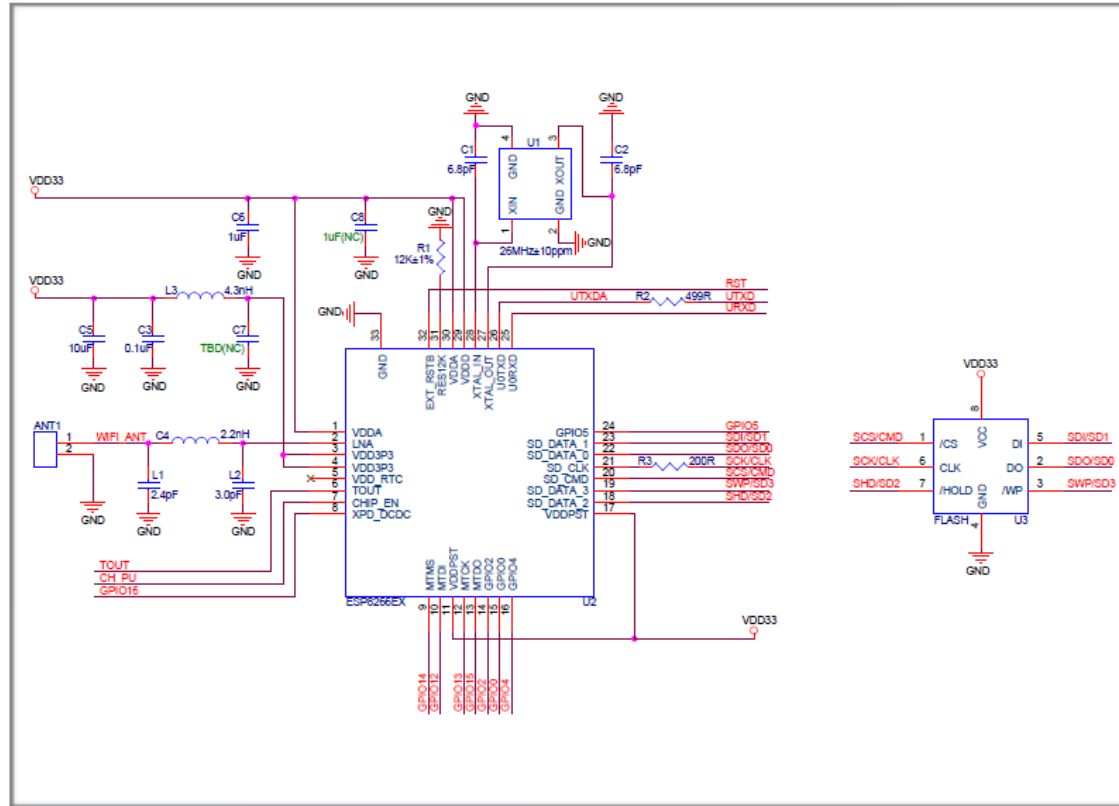 GND
GND
U1
4
3
C1
6.8pF
GND
XOUT
C2
6.8pF
XIN
GND
1
2
GND
26MHz±10ppm
VDD33
C6
1uF
GND
C8
1uF(NC)
GND
GND
R1
12K±1%
VDD33
L3
4.3nH
C5
10uF
GND
C3
0.1uF
GND
C7
TBD(NC)
GND
RST
UTXDA
R2
499R
UTXD
URXD
GND
33
32
31
30
29
28
27
26
25
GND
EXT_RSTB
RES12K
VDDA
VDDD
XTAL_IN
XTAL_OUT
U0TXD
U0RXD
ANT1
1
2
WIFI_ANT
C4
2.2nH
L1
2.4pF
GND
L2
3.0pF
GND
GND
1 VDDA
2 LNA
3 VDD3P3
4 VDD3P3
5 VDD_RTC
6 TOUT
7 CHIP_EN
8 XPD_DCDC
TOUT
CH_PU
GPIO16
GPIO5 24 GPIO5
SD_DATA_1 23 SDI/SD1
SD_DATA_0 22 SDO/SD0
SD_CLK 21 R3 200R SCK/CLK
SD_CMD 20 SCS/CMD
SD_DATA_3 19 SWP/SD3
SD_DATA_2 18 SHD/SD2
VDDPST 17
MTMS
MTDI
VDDPST
MTCK
MTDO
GPIO2
GPIO0
GPIO4
ESP8266EX
U2
9
10
11
12
13
14
15
16
VDD33
GPIO14
GPIO12
GPIO13
GPIO15
GPIO2
GPIO0
GPIO4
VDD33
8
VCC
SCS/CMD 1 /CS
DI 5 SDI/SD1
SCK/CLK 6 CLK
DO 2 SDO/SD0
SHD/SD2 7 /HOLD
/WP 3 SWP/SD3
GND
FLASH
4
U3
GND